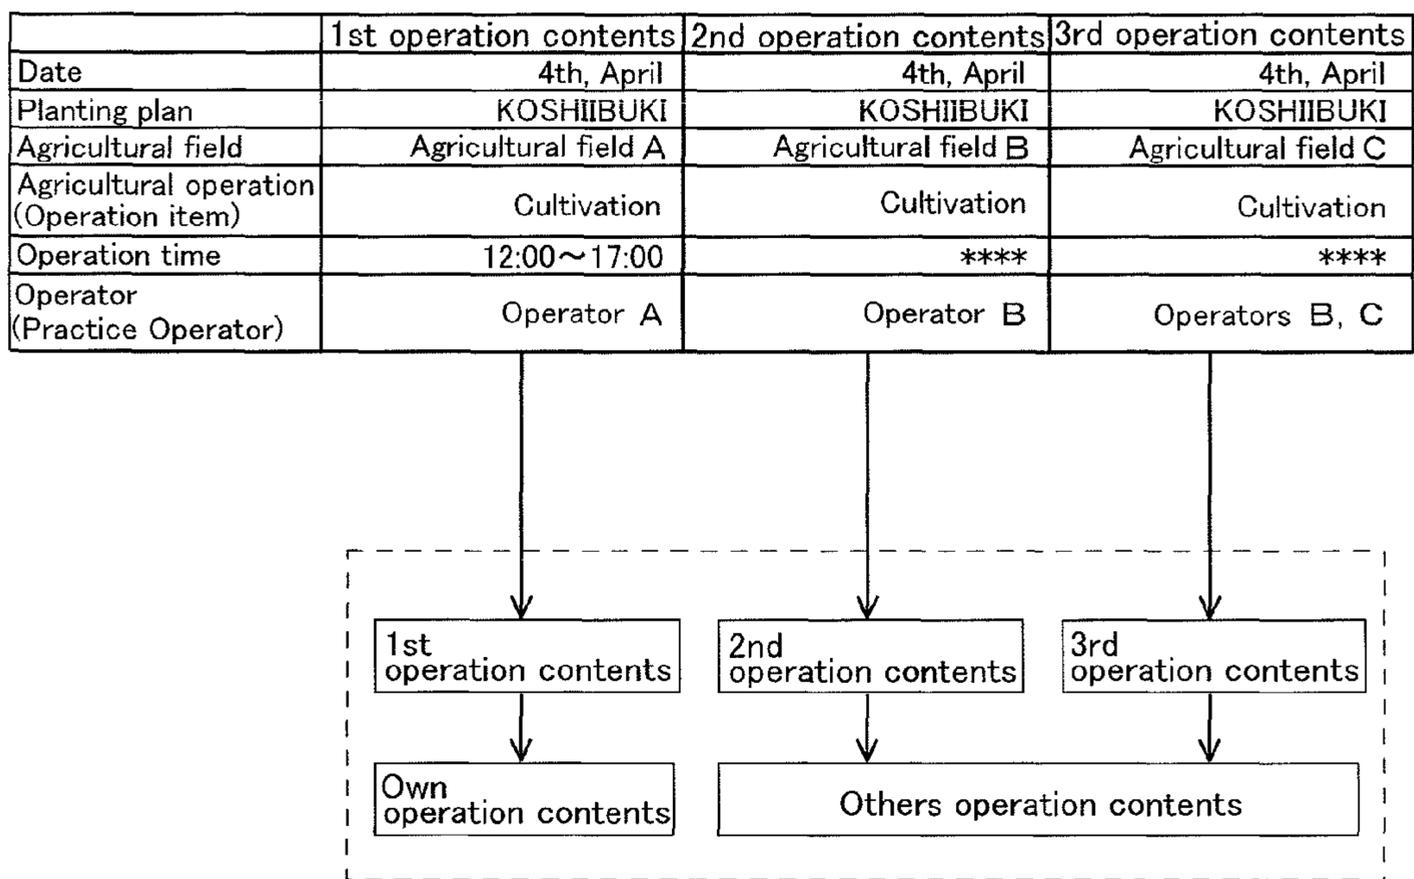 1st operation contents 2nd operation contents 3rd operation contents
Date 4th, April 4th, April 4th, April
Planting plan KOSHIIBUKI KOSHIIBUKI KOSHIIBUKI
Agricultural field Agricultural field A Agricultural field B Agricultural field C
Agricultural operation
(Operation item) Cultivation Cultivation Cultivation
Operation time 12:00～17:00 **** ****
Operator
(Practice Operator) Operator A Operator B Operators B, C
1st
operation contents
2nd
operation contents
3rd
operation contents
Own
operation contents
Others operation contents